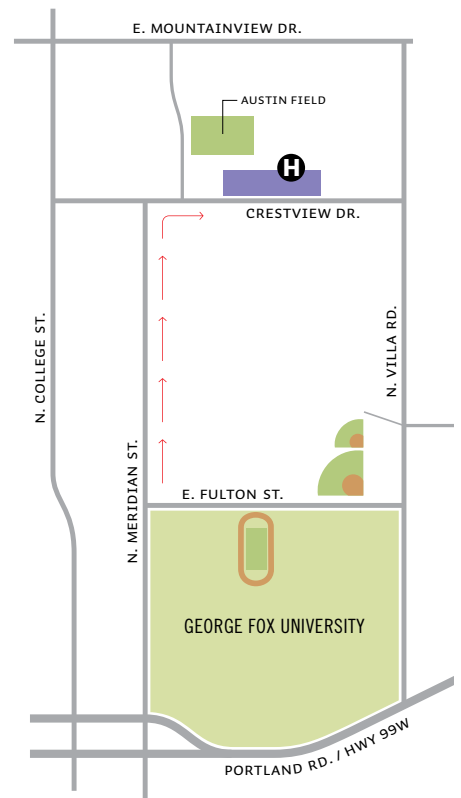 E. MOUNTAINVIEW DR.
AUSTIN FIELD
H
CRESTVIEW DR.
N. COLLEGE ST.
N. VILLA RD.
N. MERIDIAN ST.
E. FULTON ST.
GEORGE FOX UNIVERSITY
PORTLAND RD. / HWY 99W